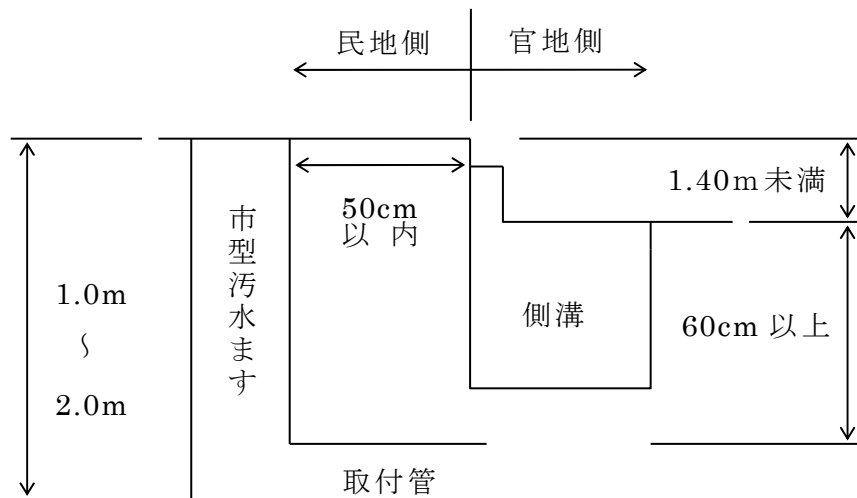 民地側
官地側
1.40m未満
50cm
以内
市型汚水ます
1.0m
~
2.0m
側溝
60cm 以上
取付管